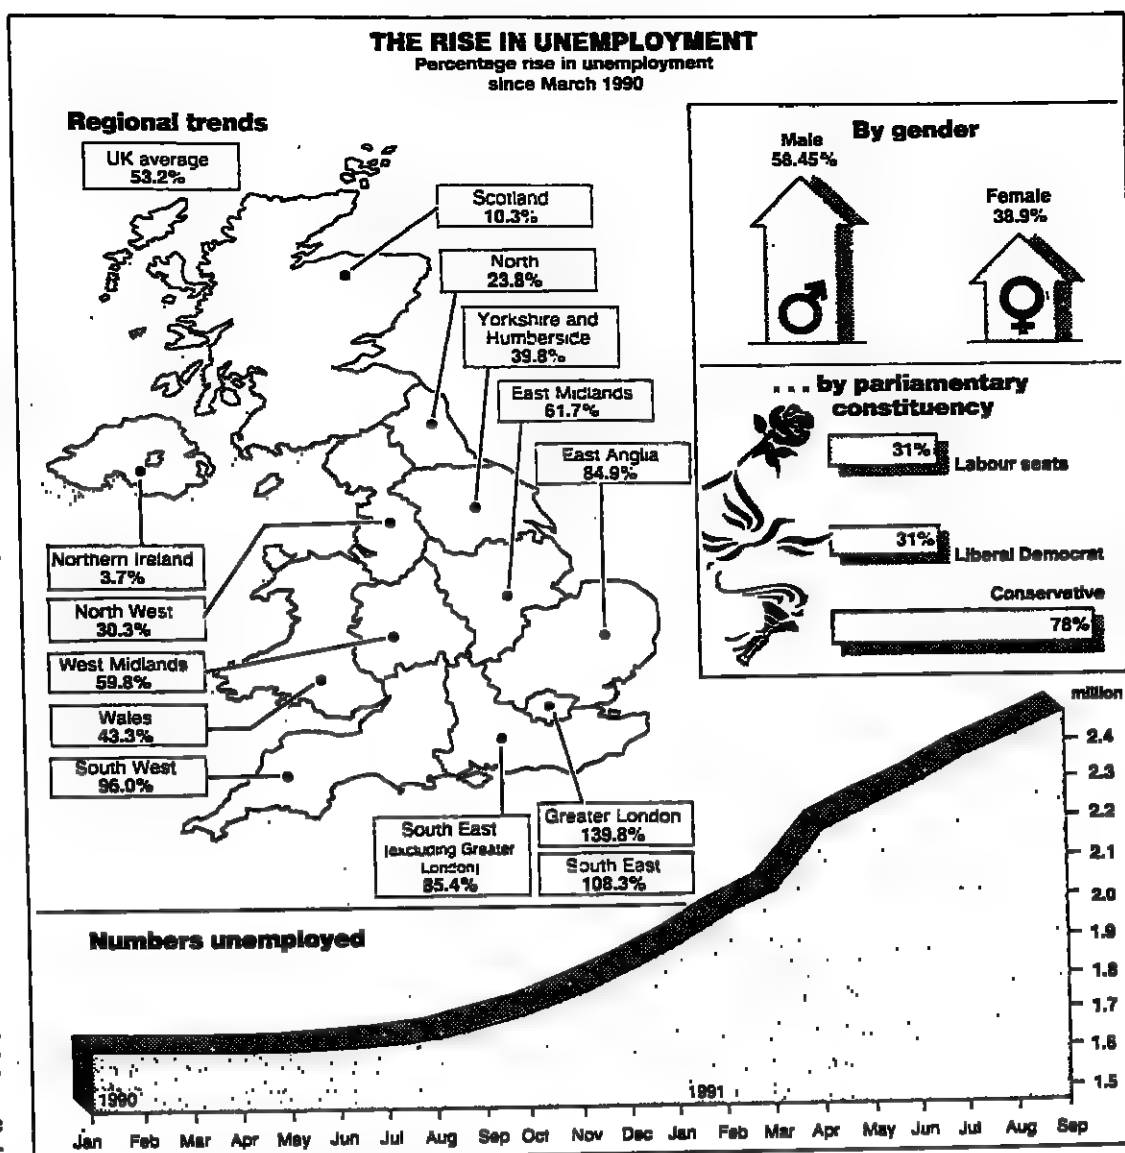 THE RISE IN UNEMPLOYMENT
Percentage rise in unemployment
since March 1990
Regional trends
UK average
53.2%
Scotland
10.3%
North
23.8%
Yorkshire and
Humberside
39.8%
East Midlands
61.7%
East Anglia
84.9%
Northern Ireland
3.7%
North West
30.3%
West Midlands
59.8%
Wales
43.3%
South West
96.0%
South East
(excluding Greater
London)
85.4%
Greater London
139.8%
South East
108.3%
By gender
Male
58.45%
Female
38.9%
... by parliamentary
constituency
31%
Labour seats
31%
Liberal Democrat
Conservative
78%
Numbers unemployed
million
2.4
2.3
2.2
2.1
2.0
1.9
1.8
1.7
1.6
1.5
1990
1991
Jan Feb Mar Apr May Jun Jul Aug Sep Oct Nov Dec Jan Feb Mar Apr May Jun Jul Aug Sep